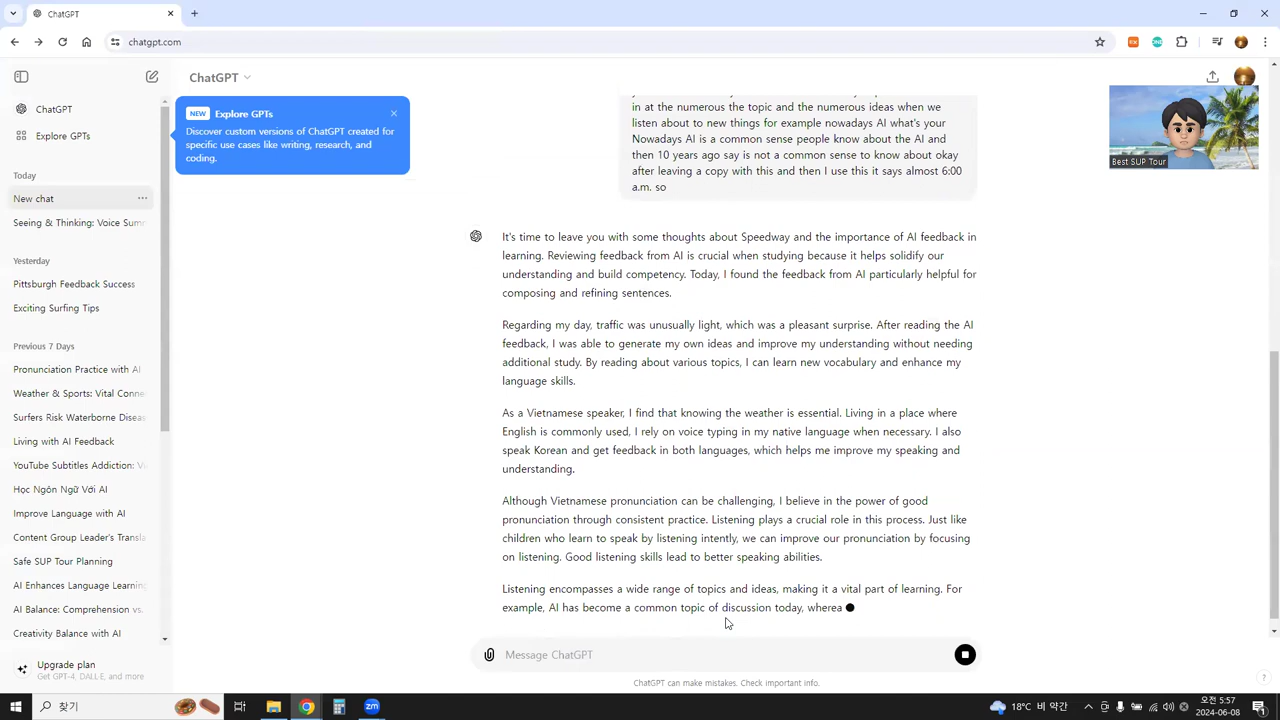 ChatGPT
chatgpt.com
ChatGPT
Explore GPTs
Today
New chat
Seeing & Thinking: Voice Sum
Yesterday
Pittsburgh Feedback Success
Exciting Surfing Tips
Previous 7 Days
Pronunciation Practice with AI
Weather & Sports: Vital Conne
Surfers Risk Waterborne Disea
Living with AI Feedback
YouTube Subtitles Addiction: V
Học Ngôn Ngữ Với AI
Improve Language with AI
Content Group Leader's Transla
Safe SUP Tour Planning
AI Enhances Language Learning
AI Balance: Comprehension vs.
Creativity Balance with AI
Upgrade plan
Get GPT-4, DALL·E, and more
ChatGPT
NEW Explore GPTs
Discover custom versions of ChatGPT created for
specific use cases like writing, research, and
coding.
in at the numerous the topic and the numerous ideas when we
listen about to new things for example nowadays AI what's your
Nowadays AI is a common sense people know about the AI and
then 10 years ago say is not a common sense to know about okay
after leaving a copy with this and then I use this it says almost 6:00
a.m. so
Best SUP Tour
It's time to leave you with some thoughts about Speedway and the importance of AI feedback in
learning. Reviewing feedback from AI is crucial when studying because it helps solidify our
understanding and build competency. Today, I found the feedback from AI particularly helpful for
composing and refining sentences.
Regarding my day, traffic was unusually light, which was a pleasant surprise. After reading the AI
feedback, I was able to generate my own ideas and improve my understanding without needing
additional study. By reading about various topics, I can learn new vocabulary and enhance my
language skills.
As a Vietnamese speaker, I find that knowing the weather is essential. Living in a place where
English is commonly used, I rely on voice typing in my native language when necessary. I also
speak Korean and get feedback in both languages, which helps me improve my speaking and
understanding.
Although Vietnamese pronunciation can be challenging, I believe in the power of good
pronunciation through consistent practice. Listening plays a crucial role in this process. Just like
children who learn to speak by listening intently, we can improve our pronunciation by focusing
on listening. Good listening skills lead to better speaking abilities.
Listening encompasses a wide range of topics and ideas, making it a vital part of learning. For
example, AI has become a common topic of discussion today, wherea
Message ChatGPT
ChatGPT can make mistakes. Check important info.
?
찾기
zm
18°C 비 약간
오전 5:57
2024-06-08